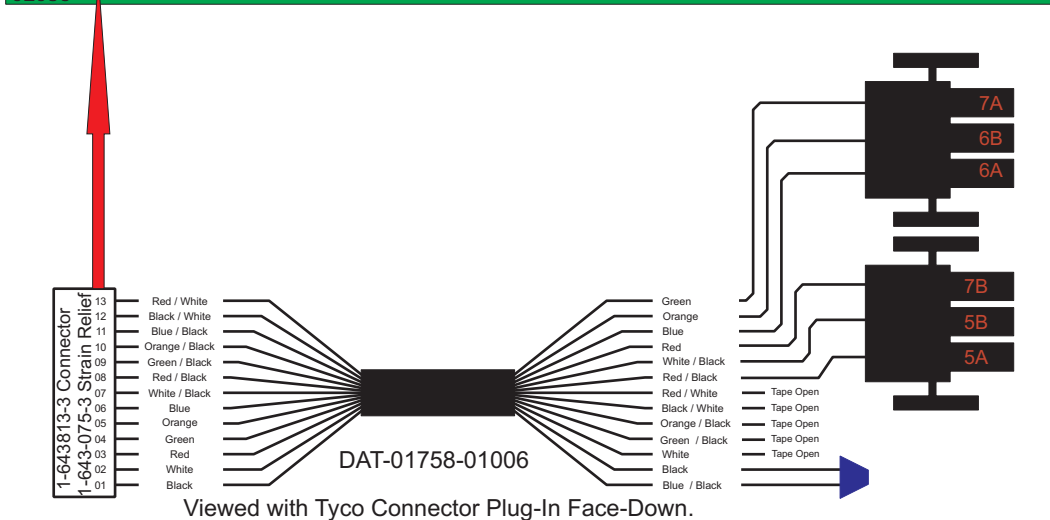 7A
6B
6A
7B
5B
5A
1-643813-3 Connector
1-643-075-3 Strain Relief
13 Red / White
12 Black / White
11 Blue / Black
10 Orange / Black
09 Green / Black
08 Red / Black
07 White / Black
06 Blue
05 Orange
04 Green
03 Red
02 White
01 Black
Green
Orange
Blue
Red
White / Black
Red / Black
Red / White Tape Open
Black / White Tape Open
Orange / Black Tape Open
Green / Black Tape Open
White Tape Open
Black
Blue / Black
DAT-01758-01006
Viewed with Tyco Connector Plug-In Face-Down.